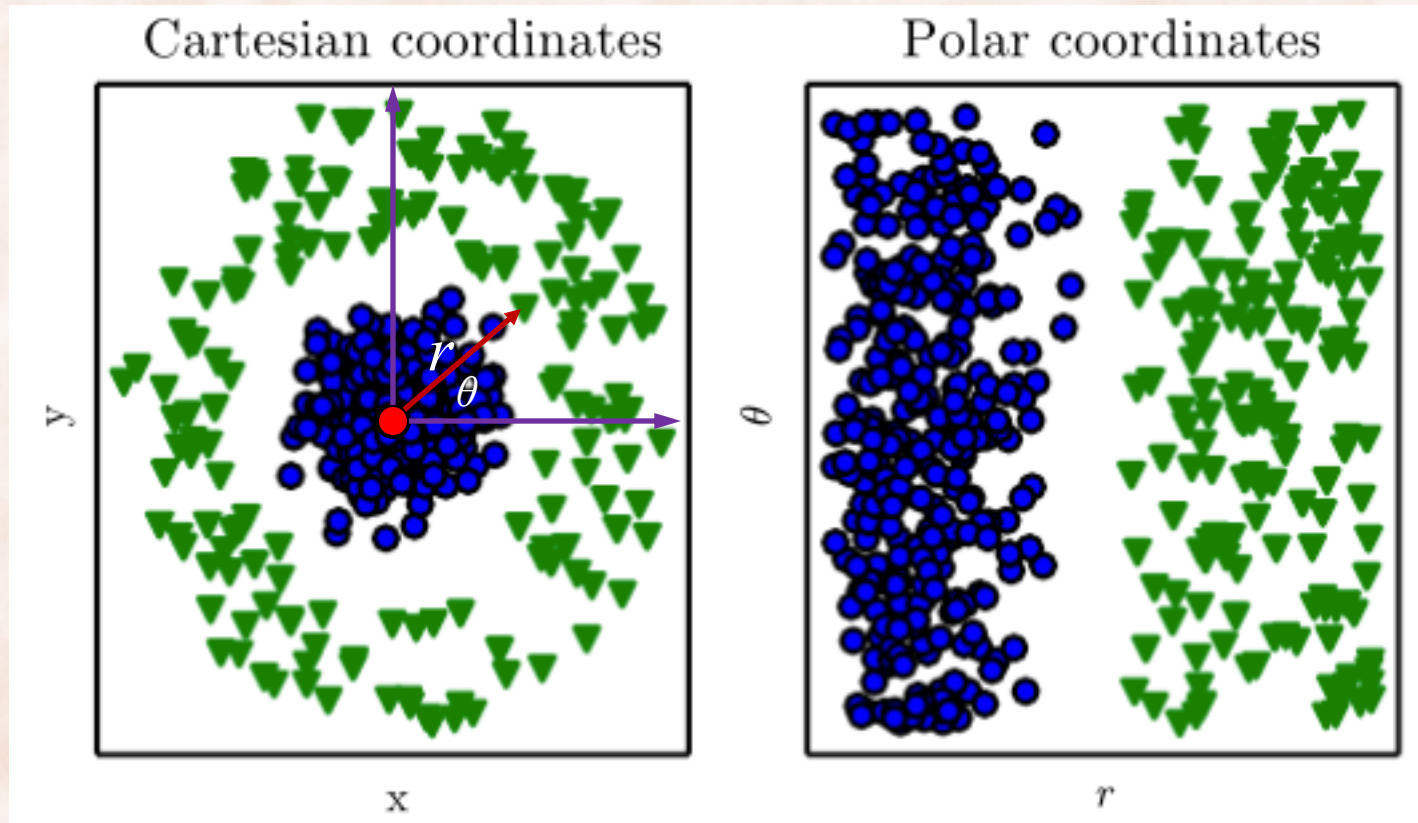 Cartesian coordinates
y
r
θ
x
Polar coordinates
θ
r